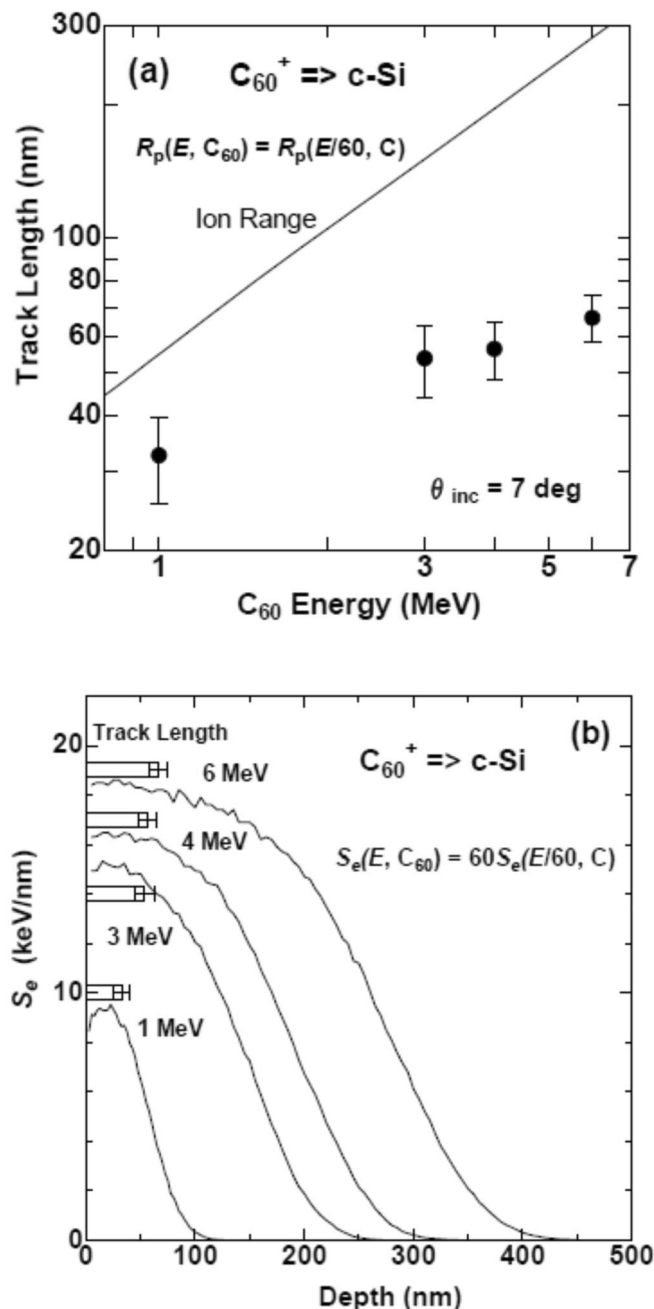 300
(a) C60+ => c-Si
Rp(E, C60) = Rp(E/60, C)
Ion Range
Track Length (nm)
100
80
60
40
θ inc = 7 deg
20
1 3 5 7
C60 Energy (MeV)
(b)
Track Length
20
6 MeV
C60+ => c-Si
4 MeV
Se(E, C60) = 60Se(E/60, C)
3 MeV
Se (keV/nm)
10
1 MeV
0
0 100 200 300 400 500
Depth (nm)